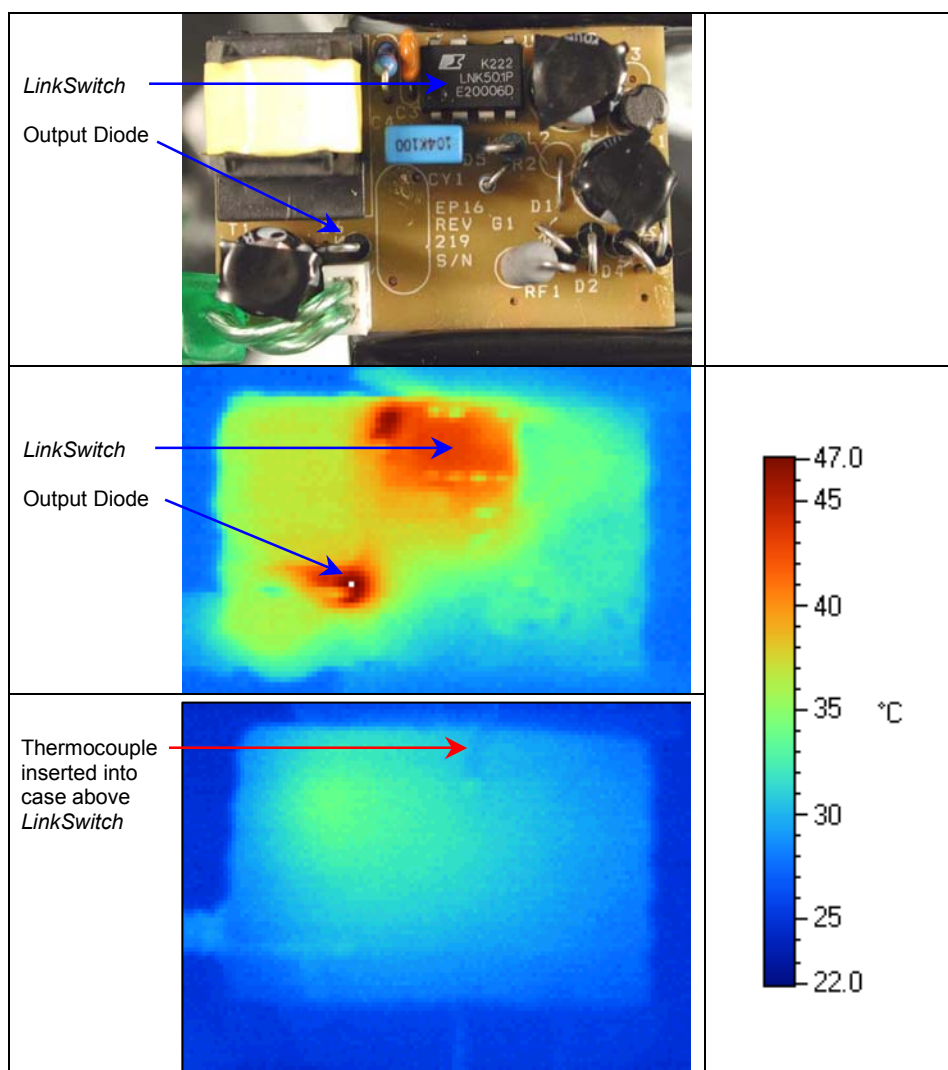 LinkSwitch
Output Diode
K222
LNK501P
E20006D
C3
C4
L2
L1
104K100
D5
R2
CY1
EP16
REV
219
S/N
G1
D1
T1
RF1
D2
D4
LinkSwitch
Output Diode
Thermocouple
inserted into
case above
LinkSwitch
47.0
45
40
35 °C
30
25
22.0